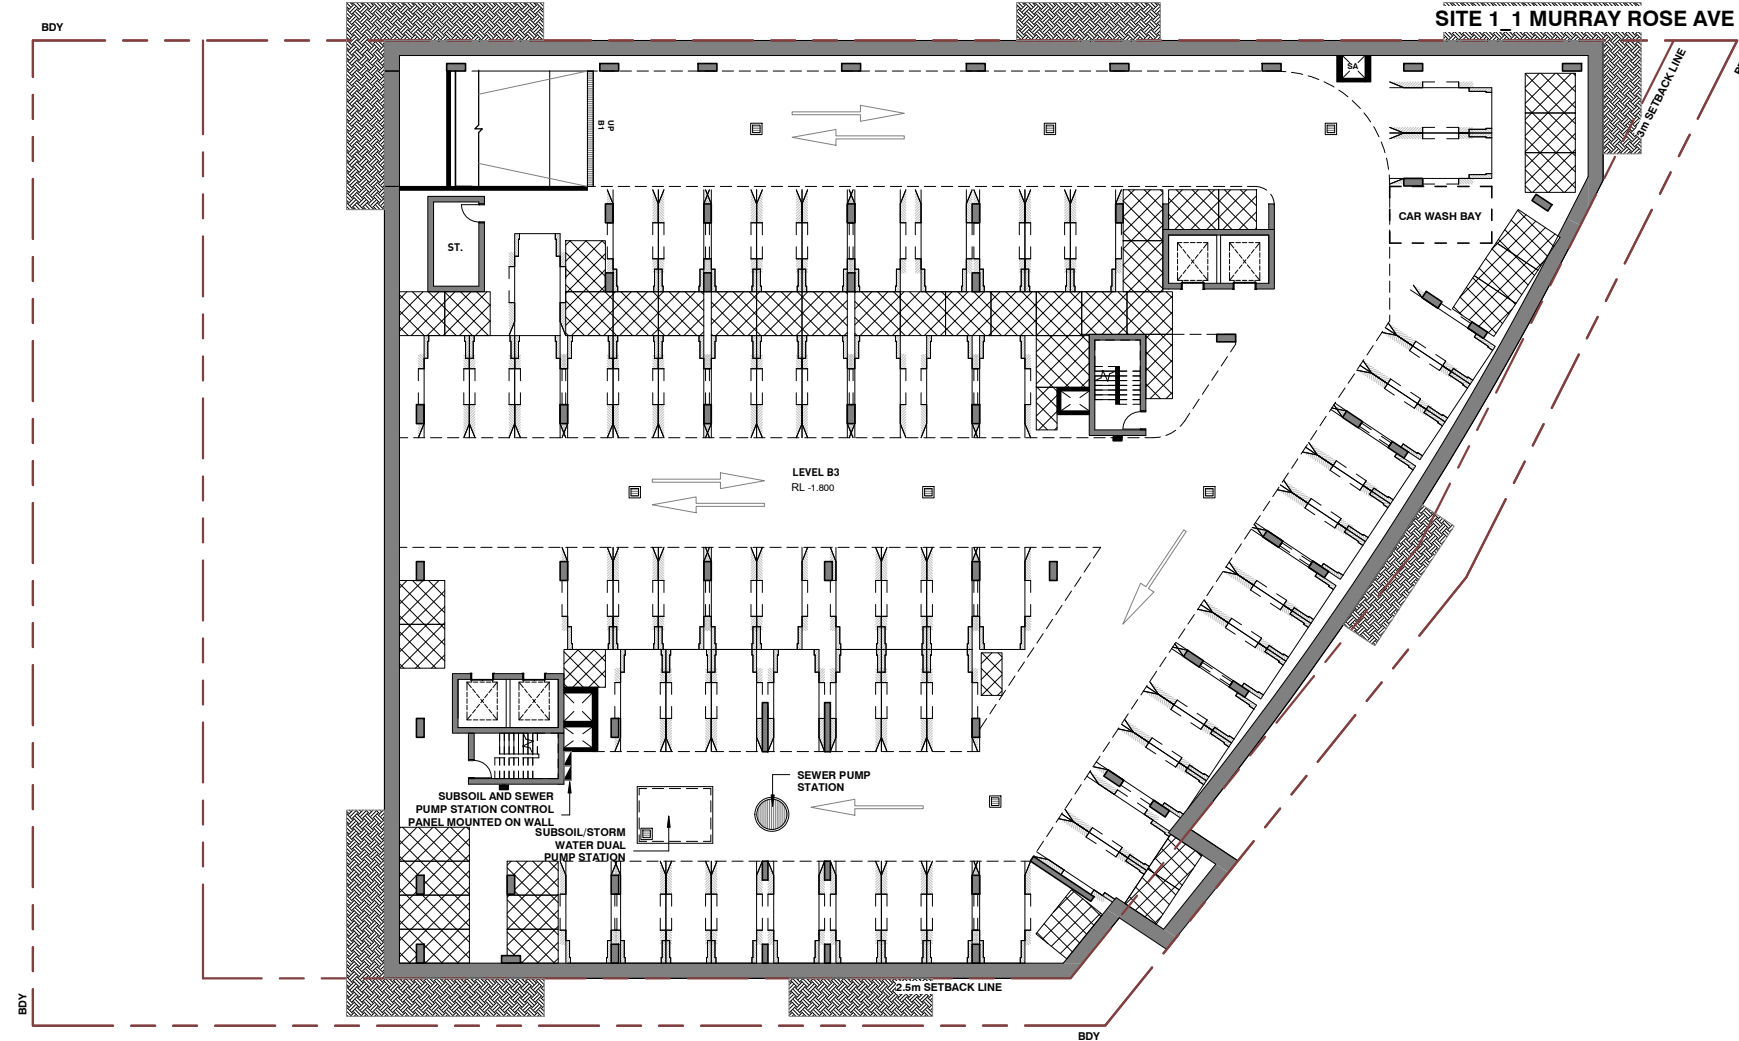 SITE 1_1 MURRAY ROSE AVE
BDY
3m SETBACK LINE
SA
UP
B1
CAR WASH BAY
ST.
LEVEL B3
RL -1.800
SEWER PUMP
STATION
SUBSOIL AND SEWER
PUMP STATION CONTROL
PANEL MOUNTED ON WALL
SUBSOIL/STORM
WATER DUAL
PUMP STATION
2.5m SETBACK LINE
BDY
BDY